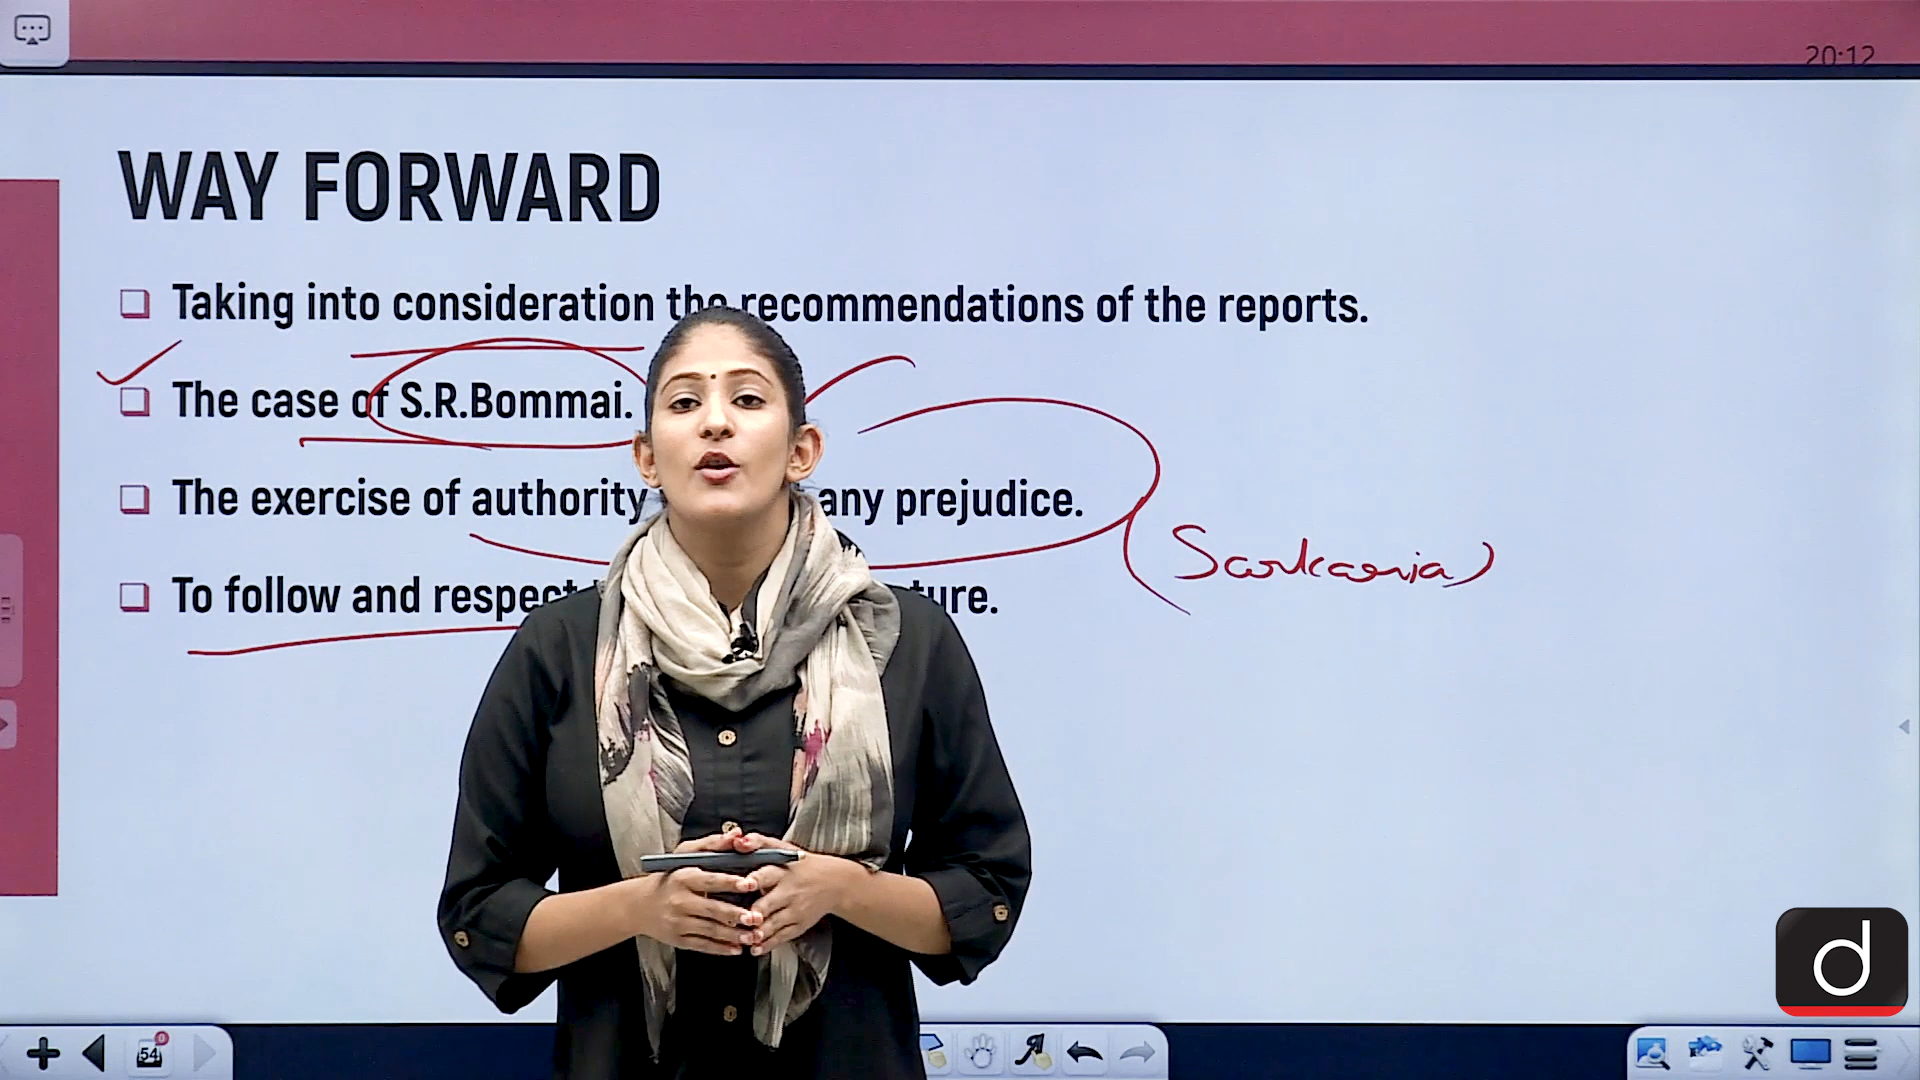 20:12
WAY FORWARD
Taking into consideration the recommendations of the reports.
The case of S.R.Bommai.
The exercise of authority any prejudice.
(Sarkaria)
To follow and respect ture.
54
0
d